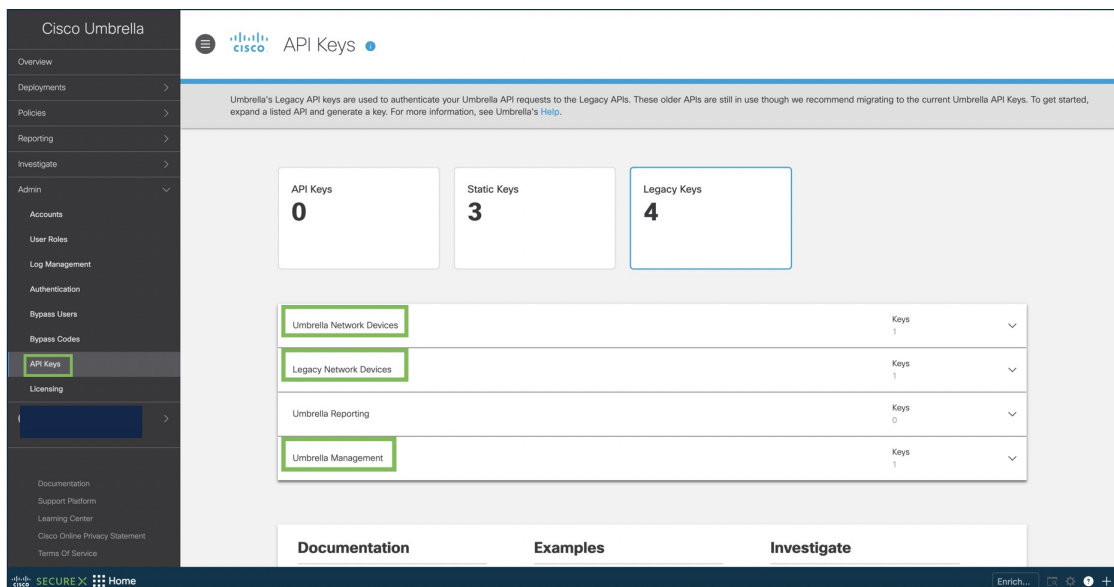 Cisco Umbrella
Overview
Deployments
Policies
Reporting
Investigate
Admin
Accounts
User Roles
Log Management
Authentication
Bypass Users
Bypass Codes
API Keys
Licensing
Documentation
Support Platform
Learning Center
Cisco Online Privacy Statement
Terms Of Service
CISCO API Keys
Umbrella's Legacy API keys are used to authenticate your Umbrella API requests to the Legacy APIs. These older APIs are still in use though we recommend migrating to the current Umbrella API Keys. To get started,
expand a listed API and generate a key. For more information, see Umbrella's Help.
API Keys
0
Static Keys
3
Legacy Keys
4
Umbrella Network Devices
Keys
1
Legacy Network Devices
Keys
1
Umbrella Reporting
Keys
0
Umbrella Management
Keys
1
Documentation
Examples
Investigate
CISCO SECUREX Home
Enrich...